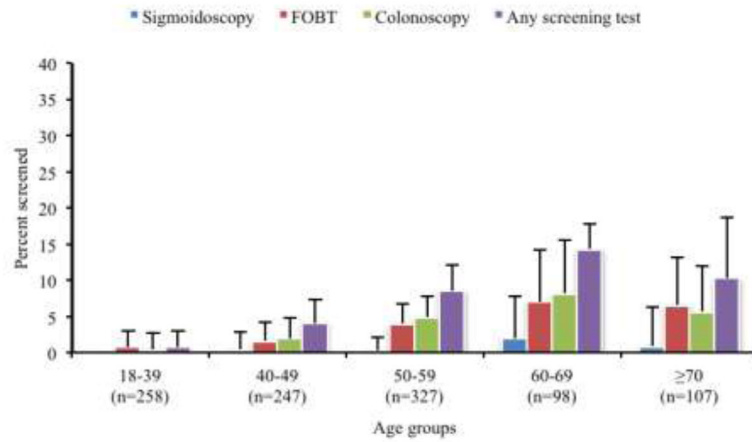 Sigmoidoscopy FOBT Colonoscopy Any screening test
40
35
30
25
20
15
10
5
0
Percent screened
18-39 40-49 50-59 60-69 ≥70
(n=258) (n=247) (n=327) (n=98) (n=107)
Age groups